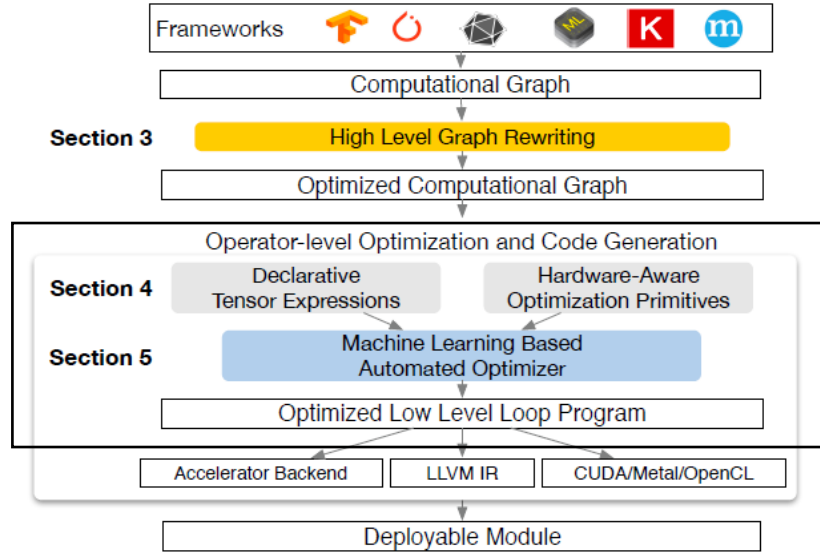 Frameworks
ML
K
m
Computational Graph
Section 3
High Level Graph Rewriting
Optimized Computational Graph
Operator-level Optimization and Code Generation
Section 4
Declarative
Tensor Expressions
Hardware-Aware
Optimization Primitives
Section 5
Machine Learning Based
Automated Optimizer
Optimized Low Level Loop Program
Accelerator Backend
LLVM IR
CUDA/Metal/OpenCL
Deployable Module